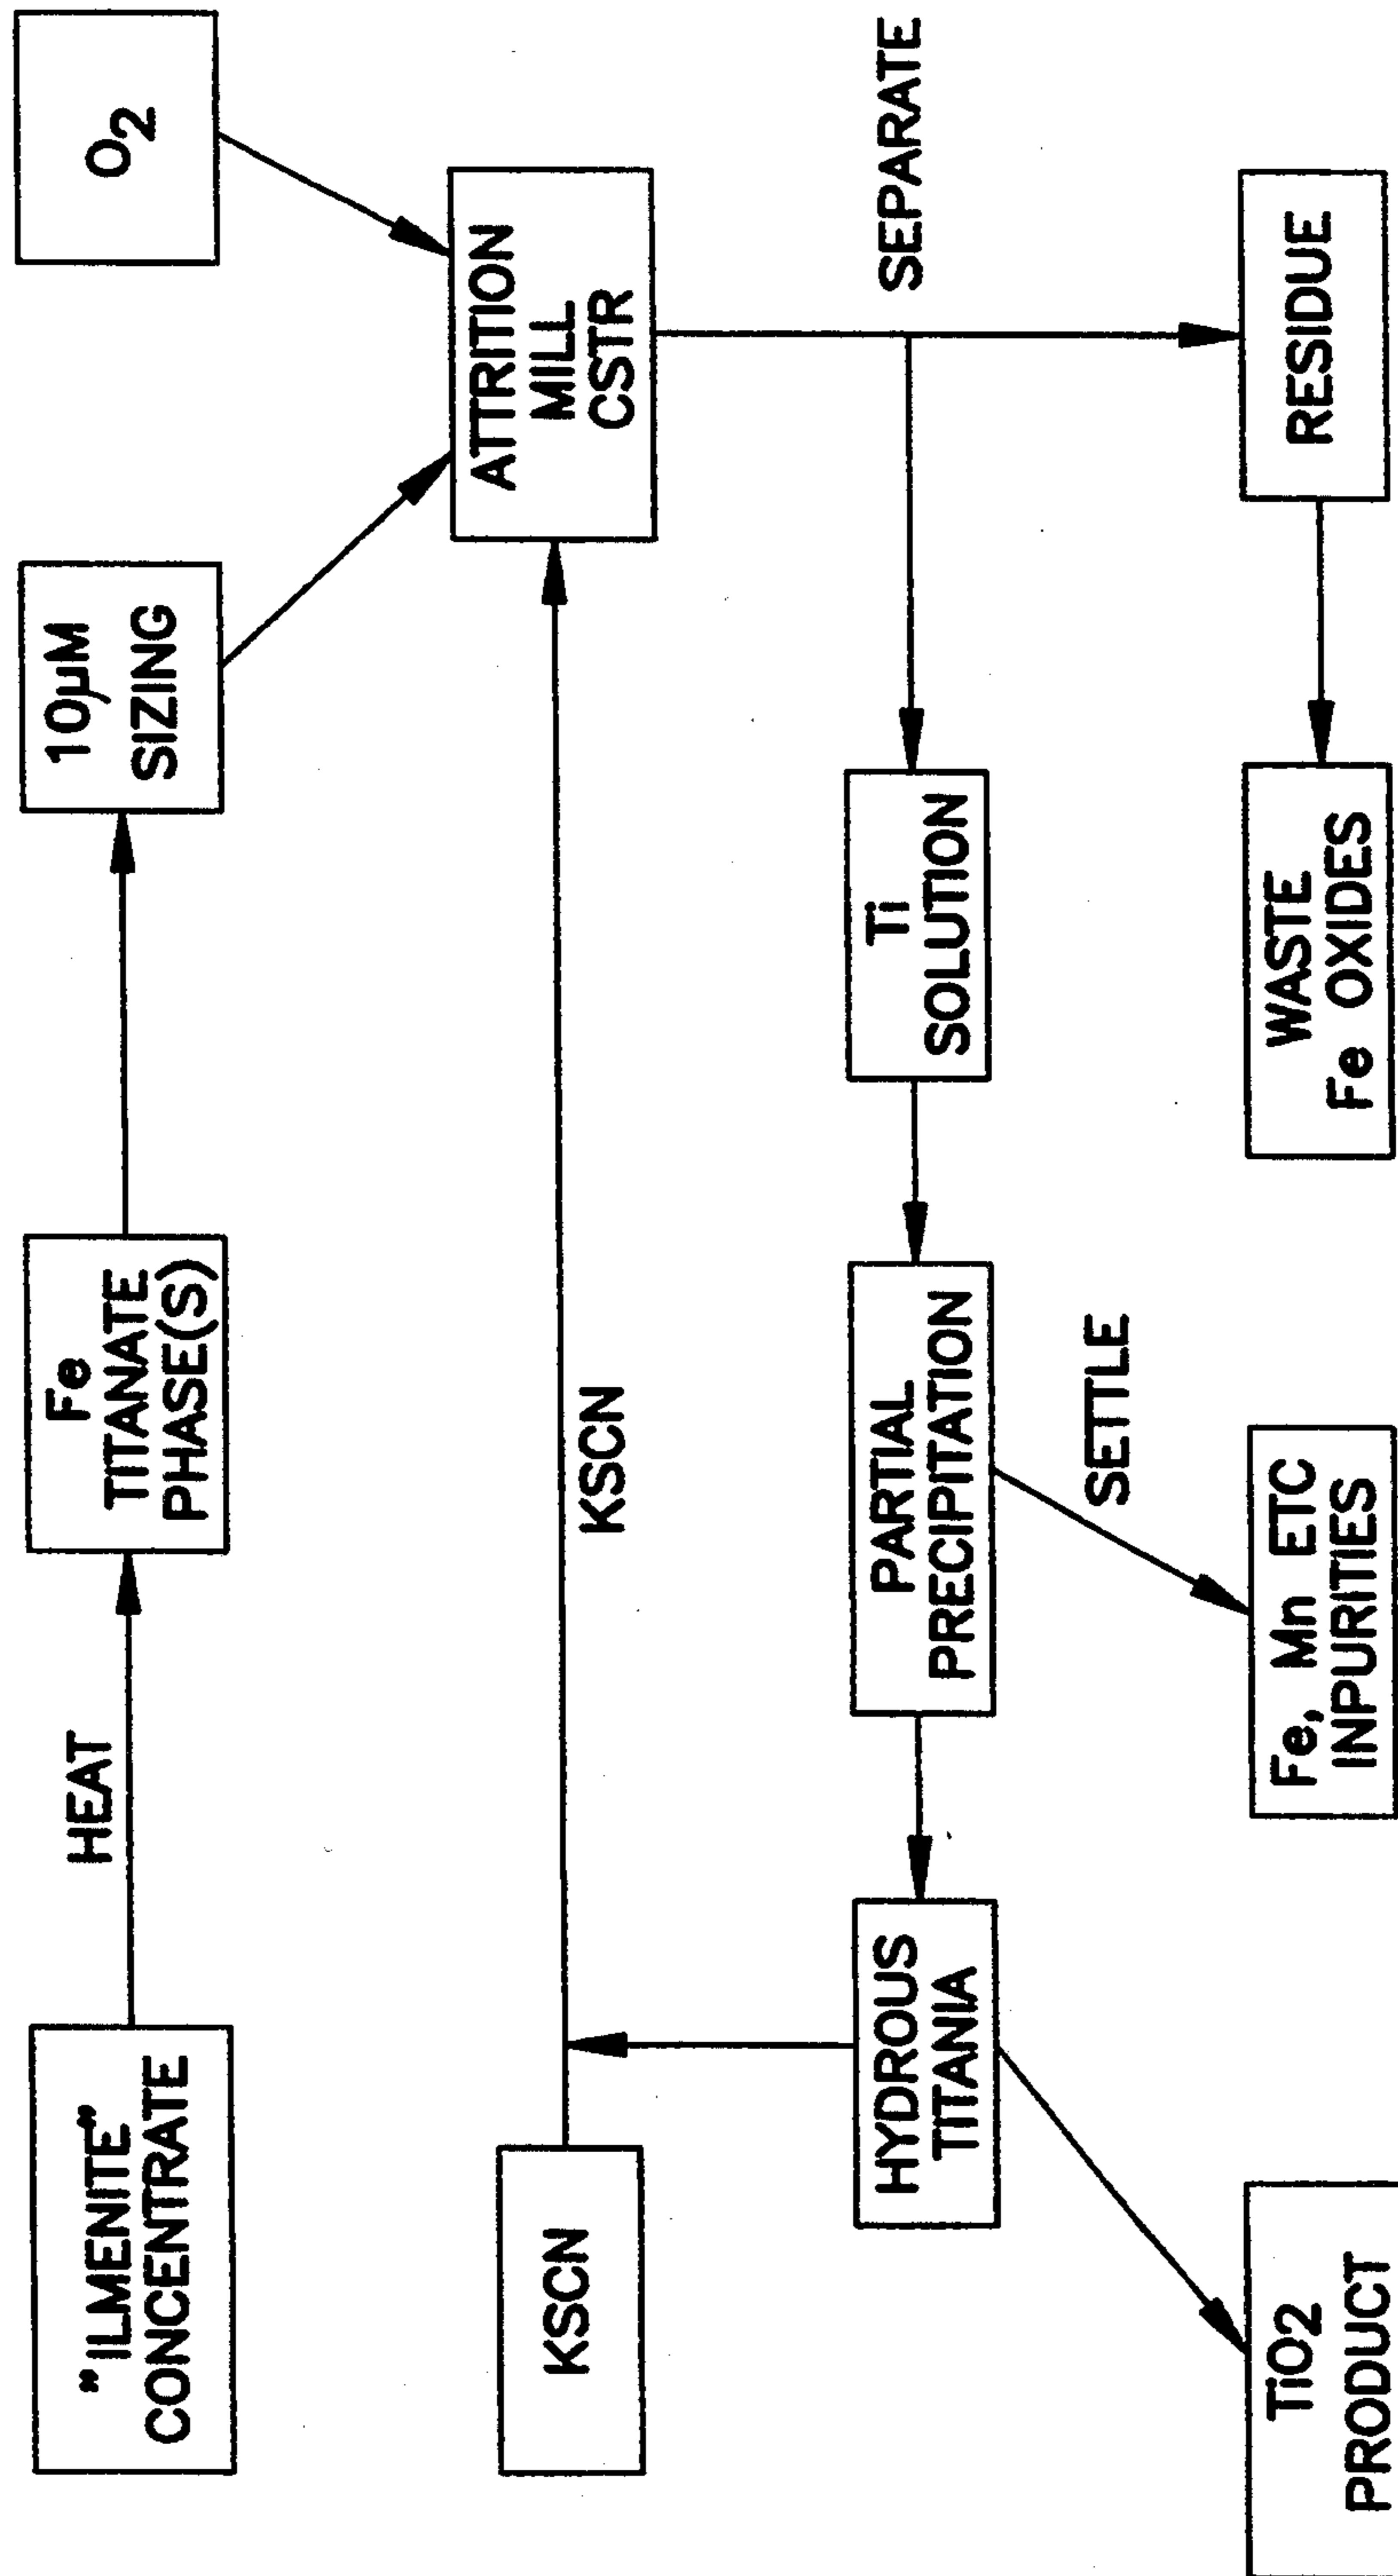 "ILMENITE"
CONCENTRATE
HEAT
Fe
TITANATE
PHASE(S)
10µM
SIZING
O2
KSCN
KSCN
ATTRITION
MILL
CSTR
SEPARATE
HYDROUS
TITANIA
PARTIAL
PRECIPITATION
Ti
SOLUTION
SETTLE
TiO2
PRODUCT
Fe, Mn ETC
INPURITIES
WASTE
Fe OXIDES
RESIDUE